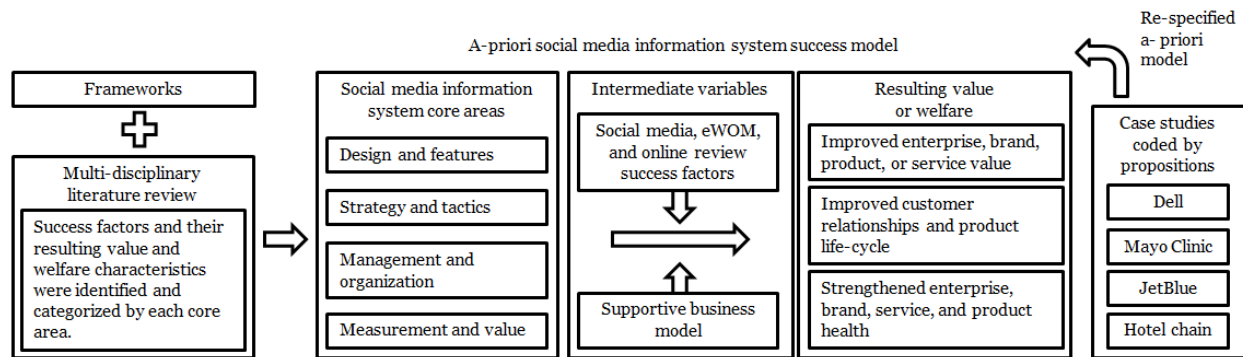 A-priori social media information system success model
Re-specified
a- priori
model
Frameworks
Multi-disciplinary
literature review
Success factors and their
resulting value and
welfare characteristics
were identified and
categorized by each core
area.
Social media information
system core areas
Design and features
Strategy and tactics
Management and
organization
Measurement and value
Intermediate variables
Social media, eWOM,
and online review
success factors
Supportive business
model
Resulting value
or welfare
Improved enterprise, brand,
product, or service value
Improved customer
relationships and product
life-cycle
Strengthened enterprise,
brand, service, and product
health
Case studies
coded by
propositions
Dell
Mayo Clinic
JetBlue
Hotel chain